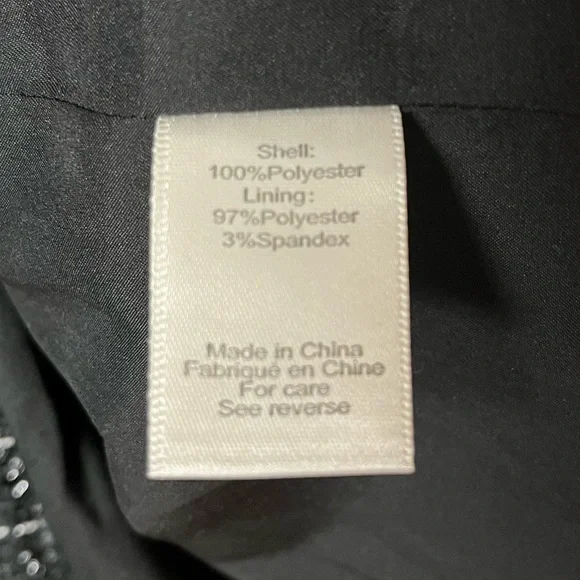 Shell:
100%Polyester
Lining:
97%Polyester
3%Spandex
Made in China
Fabriqué en Chine
For care
See reverse